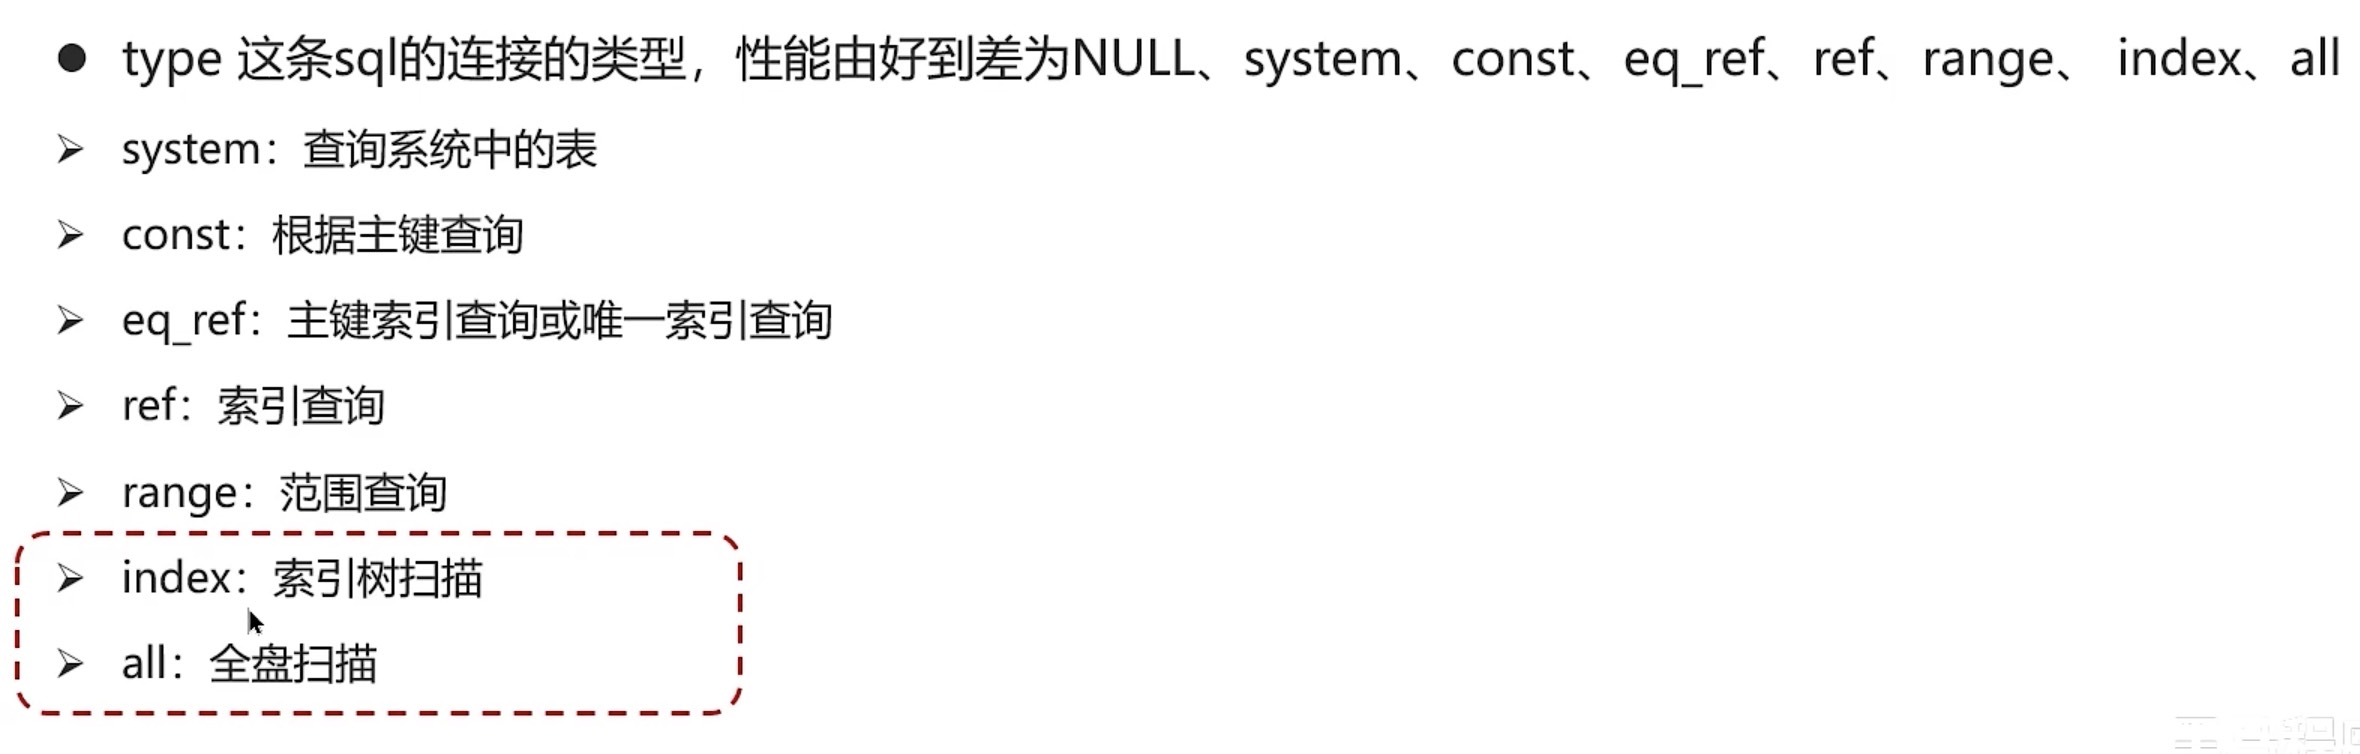 ● type 这条sql的连接的类型，性能由好到差为NULL、system、const、eq_ref、ref、range、 index、all
➢ system：查询系统中的表
➢ const：根据主键查询
➢ eq_ref：主键索引查询或唯一索引查询
➢ ref：索引查询
➢ range：范围查询
➢ index：索引树扫描
➢ all：全盘扫描